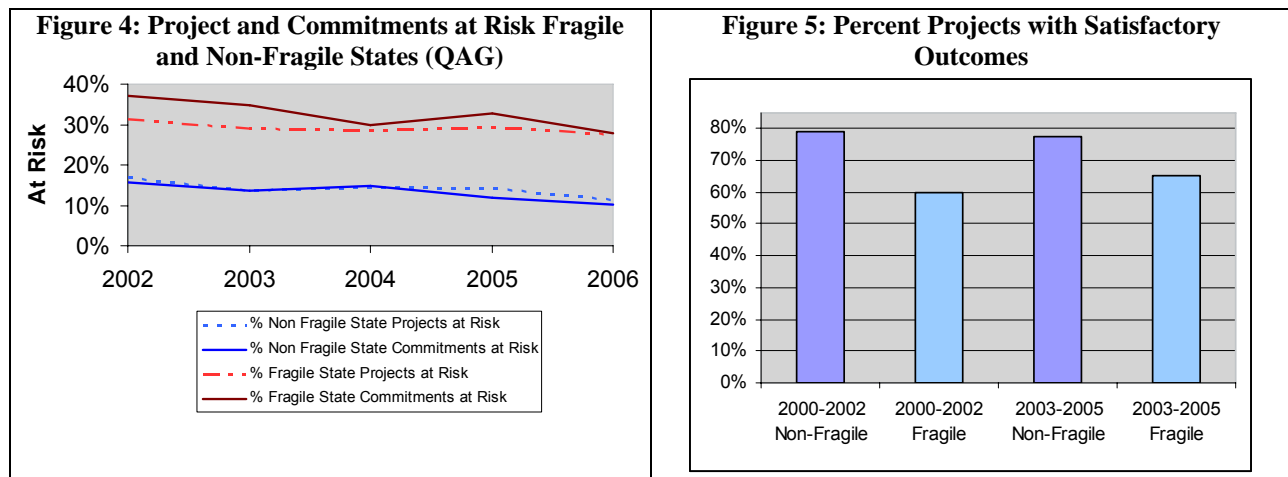 Figure 4: Project and Commitments at Risk Fragile
and Non-Fragile States (QAG)
At Risk
40%
30%
20%
10%
0%
2002 2003 2004 2005 2006
% Non Fragile State Projects at Risk
% Non Fragile State Commitments at Risk
% Fragile State Projects at Risk
% Fragile State Commitments at Risk
Figure 5: Percent Projects with Satisfactory
Outcomes
80%
70%
60%
50%
40%
30%
20%
10%
0%
2000-2002 2000-2002 2003-2005 2003-2005
Non-Fragile Fragile Non-Fragile Fragile